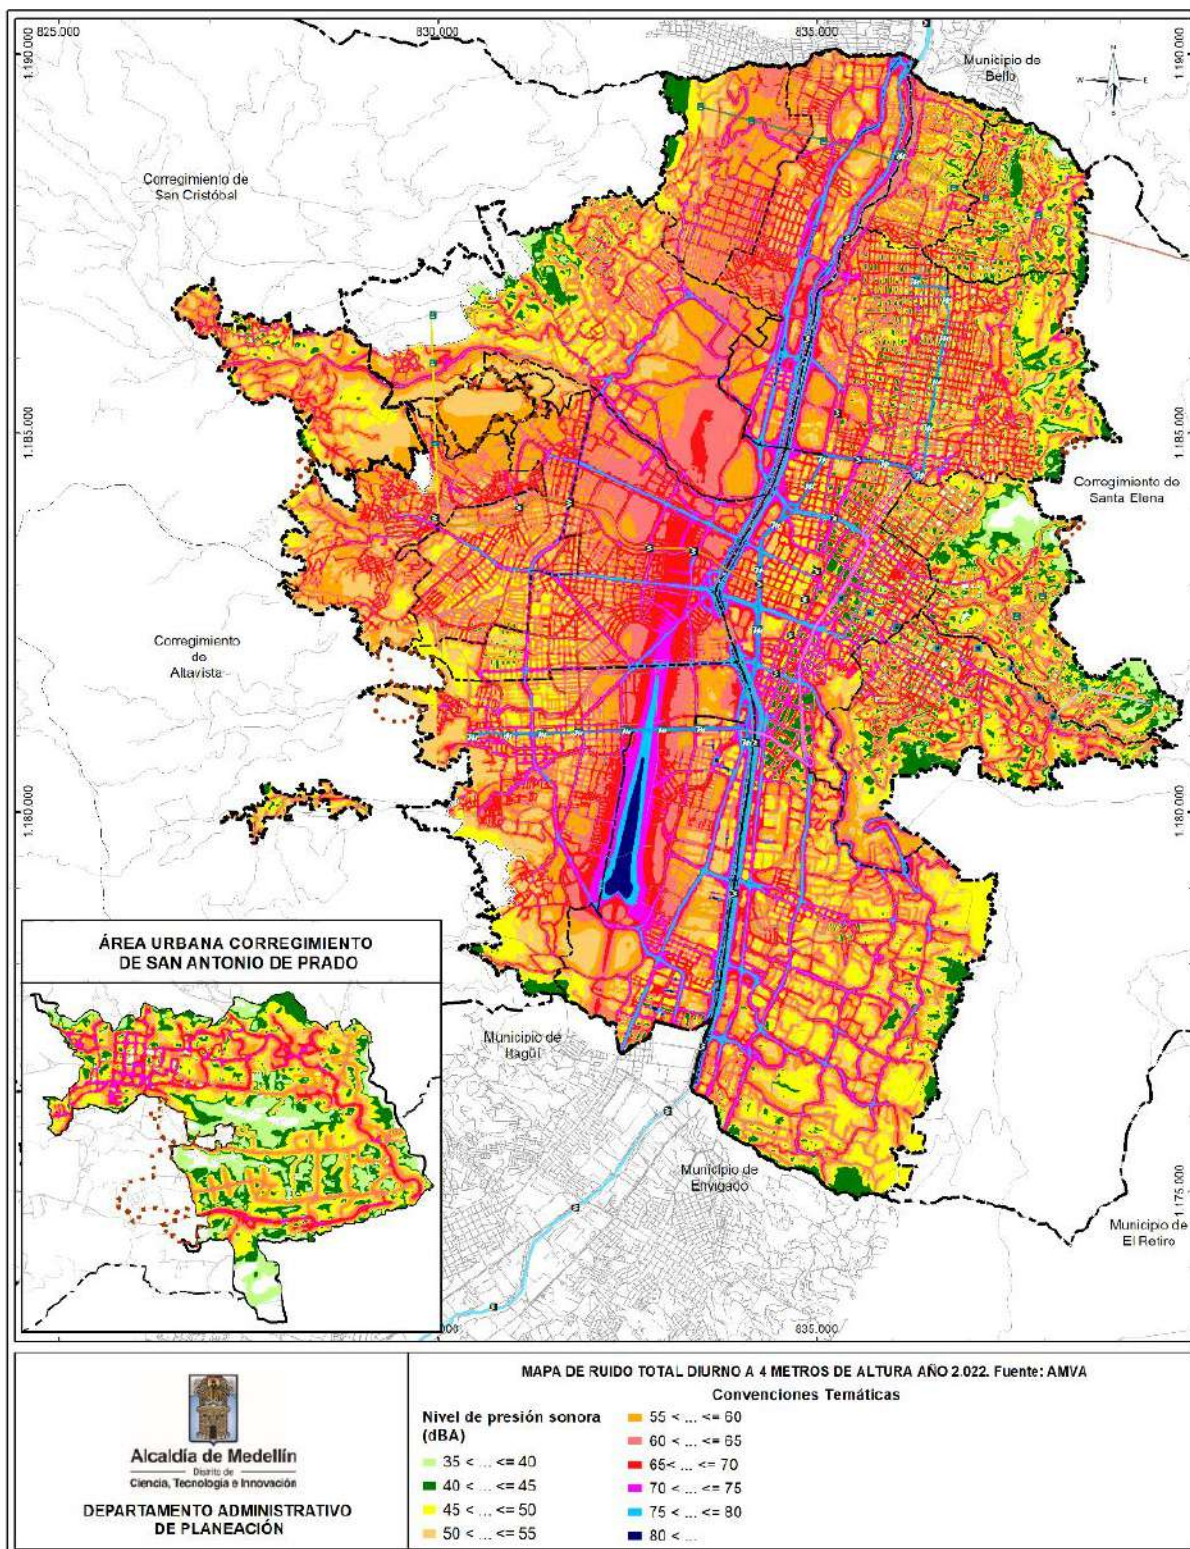 825.000
830.000
835.000
1.190.000
1.190.000
Municipio de
Bello
W
N
E
S
Corregimiento de
San Cristóbal
1.185.000
1.185.000
Corregimiento de
Santa Elena
Corregimiento
de
Altavista
1.180.000
1.180.000
ÁREA URBANA CORREGIMIENTO
DE SAN ANTONIO DE PRADO
Municipio de
Itagüí
Municipio de
Envigado
1.175.000
Municipio de
El Retiro
835.000
MAPA DE RUIDO TOTAL DIURNO A 4 METROS DE ALTURA AÑO 2.022. Fuente: AMVA
Convenciones Temáticas
Nivel de presión sonora
(dBA)
35 < ... <= 40
40 < ... <= 45
45 < ... <= 50
50 < ... <= 55
55 < ... <= 60
60 < ... <= 65
65< ... <= 70
70 < ... <= 75
75 < ... <= 80
80 < ...
Alcaldía de Medellín
Distrito de
Ciencia, Tecnología e Innovación
DEPARTAMENTO ADMINISTRATIVO
DE PLANEACIÓN